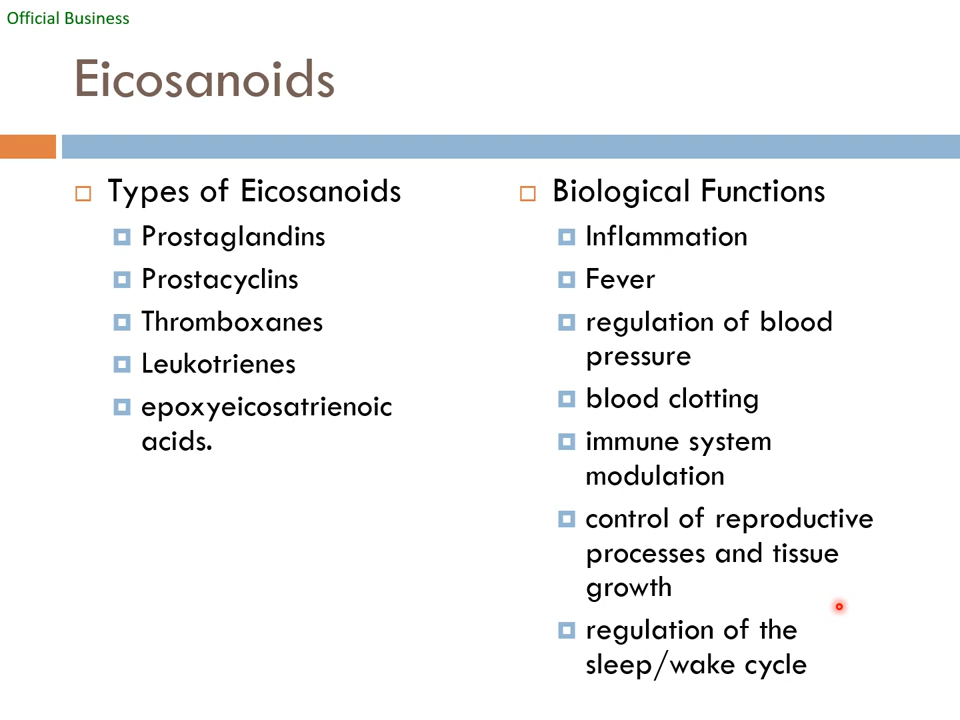 Official Business
Eicosanoids
Types of Eicosanoids
Prostaglandins
Prostacyclins
Thromboxanes
Leukotrienes
epoxyeicosatrienoic
acids.
Biological Functions
Inflammation
Fever
regulation of blood
pressure
blood clotting
immune system
modulation
control of reproductive
processes and tissue
growth
regulation of the
sleep/wake cycle